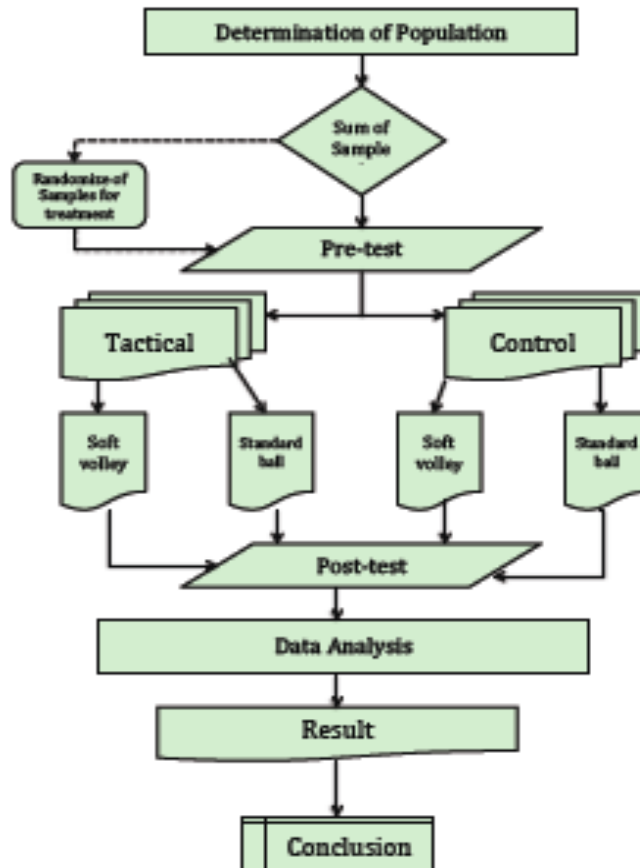 Determination of Population
Sum of
Sample
Randomize of
Samples for
treatment
Pre-test
Tactical
Control
Soft
volley
Standard
ball
Soft
volley
Standard
ball
Post-test
Data Analysis
Result
Conclusion